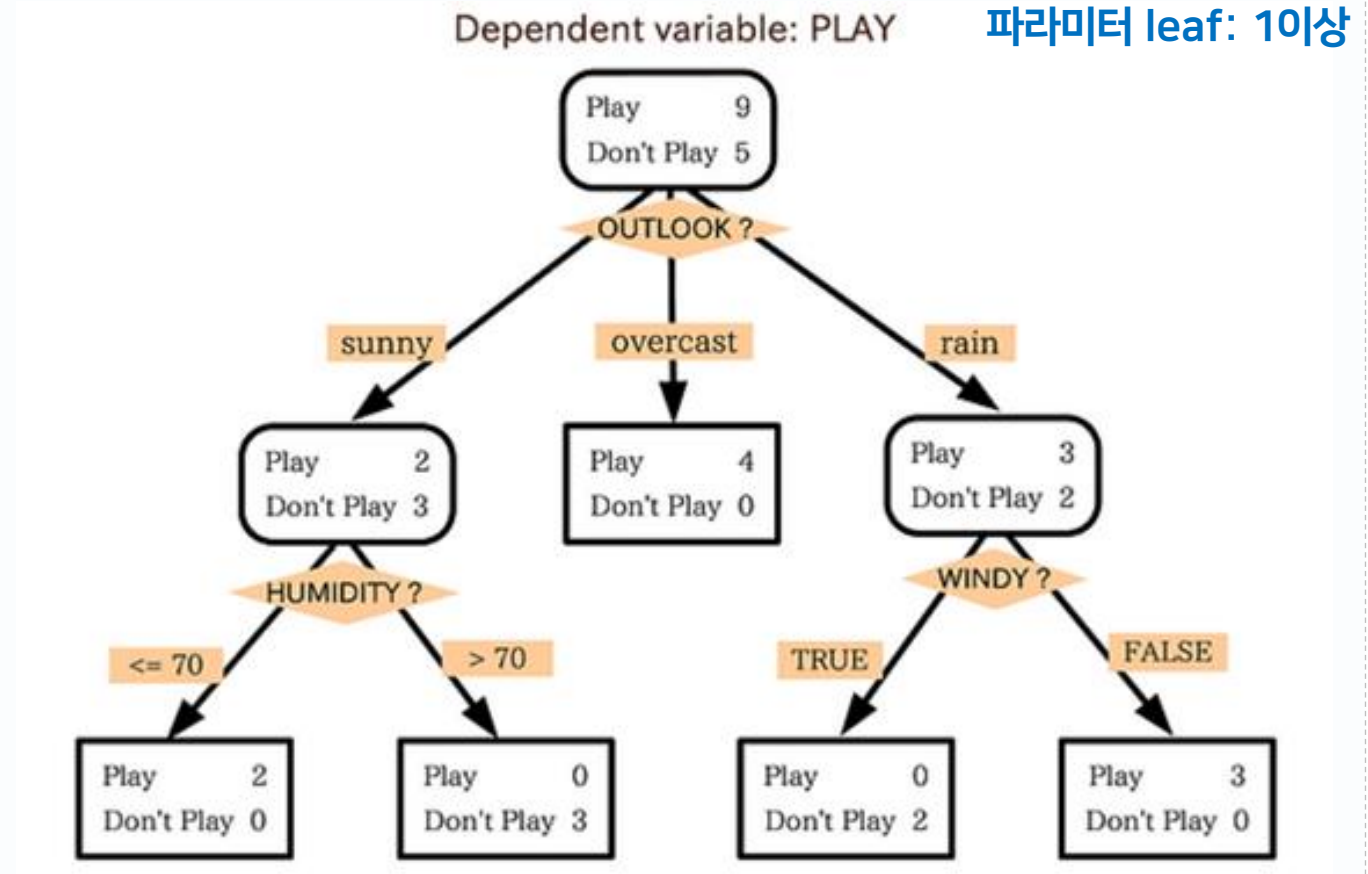 Dependent variable: PLAY
파라미터 leaf: 1이상
Play 9
Don't Play 5
OUTLOOK ?
sunny
overcast
rain
Play 2
Don't Play 3
Play 4
Don't Play 0
Play 3
Don't Play 2
HUMIDITY ?
WINDY ?
<= 70
> 70
TRUE
FALSE
Play 2
Don't Play 0
Play 0
Don't Play 3
Play 0
Don't Play 2
Play 3
Don't Play 0